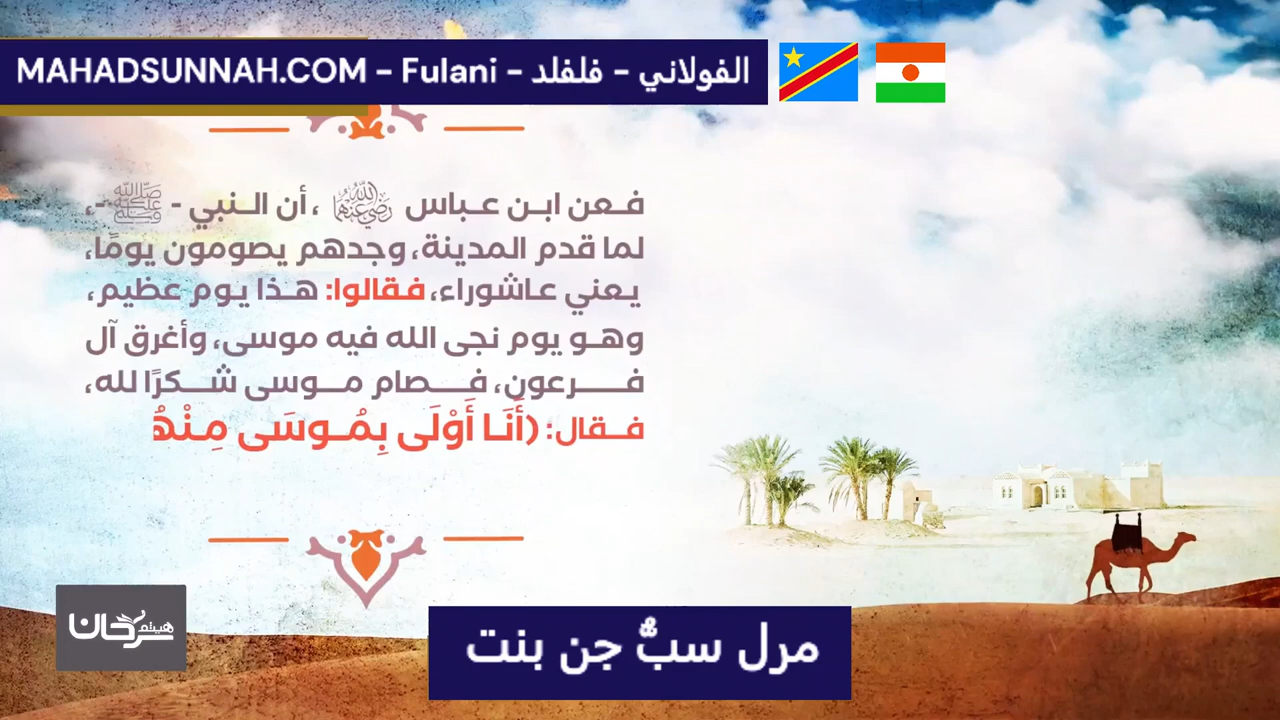 MAHADSUNNAH.COM – Fulani – الفولاني – فلفلد
فعن ابن عباس رضي الله عنهما، أن النبي - ﷺ -،
لما قدم المدينة، وجدهم يصومون يومًا،
يعني عاشوراء، فقالوا: هذا يوم عظيم،
وهو يوم نجى الله فيه موسى، وأغرق آل
فرعون، فصام موسى شكرًا لله،
فقال: (أَنَا أَوْلَى بِمُوسَى مِنْهُ
هيثم سرحان
مرل سبُّ جن بنت